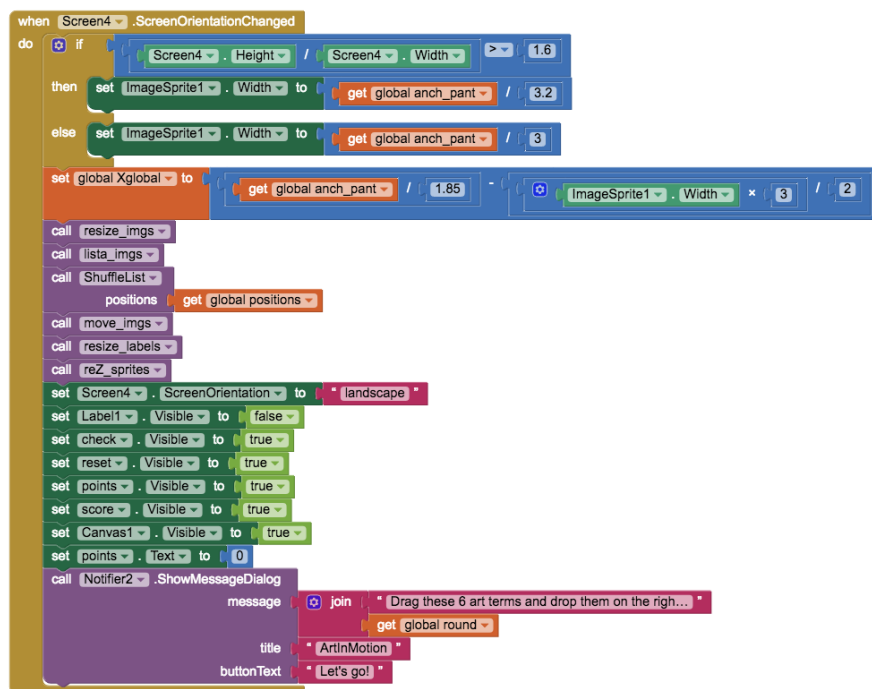 when Screen4 .ScreenOrientationChanged
do if Screen4 . Height / Screen4 . Width > 1.6
then set ImageSprite1 . Width to get global anch_pant / 3.2
else set ImageSprite1 . Width to get global anch_pant / 3
set global Xglobal to get global anch_pant / 1.85 - ImageSprite1 . Width × 3 / 2
call resize_imgs
call lista_imgs
call ShuffleList
positions get global positions
call move_imgs
call resize_labels
call reZ_sprites
set Screen4 . ScreenOrientation to " landscape "
set Label1 . Visible to false
set check . Visible to true
set reset . Visible to true
set points . Visible to true
set score . Visible to true
set Canvas1 . Visible to true
set points . Text to 0
call Notifier2 .ShowMessageDialog
message join " Drag these 6 art terms and drop them on the righ... "
get global round
title " ArtInMotion "
buttonText " Let's go! "